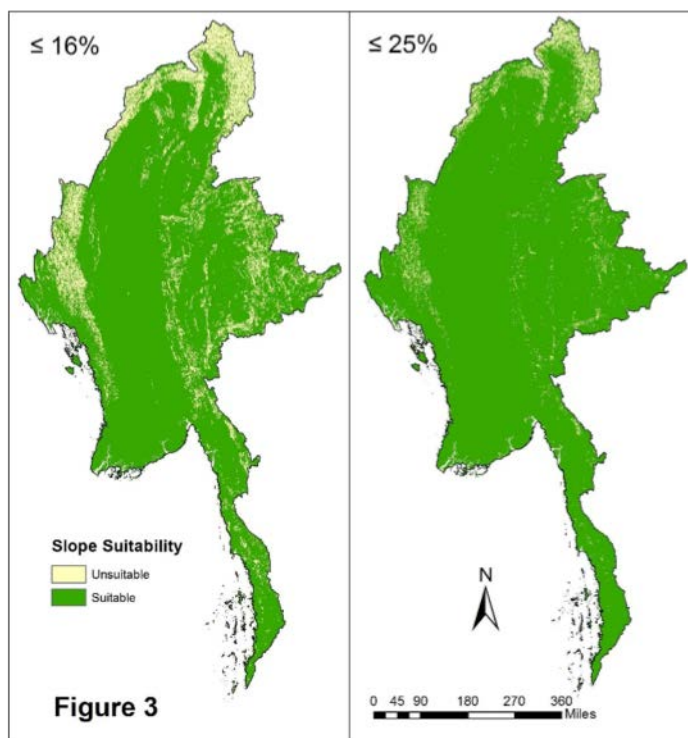 ≤ 16%
≤ 25%
Slope Suitability
Unsuitable
Suitable
Figure 3
N
0 45 90 180 270 360
Miles